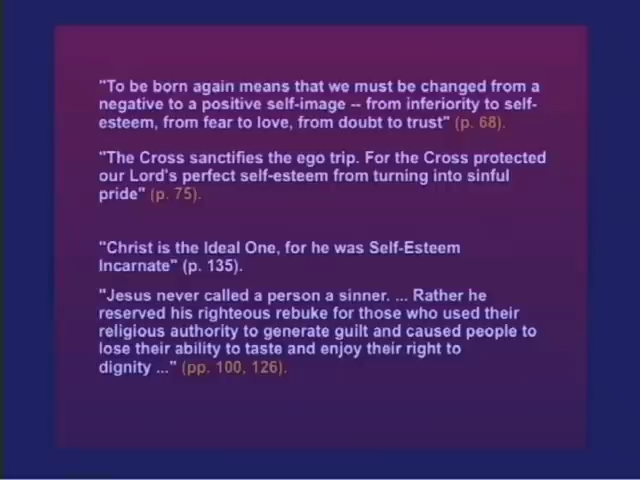 "To be born again means that we must be changed from a
negative to a positive self-image -- from inferiority to self-
esteem, from fear to love, from doubt to trust" (p. 68).
"The Cross sanctifies the ego trip. For the Cross protected
our Lord's perfect self-esteem from turning into sinful
pride" (p. 75).
"Christ is the Ideal One, for he was Self-Esteem
Incarnate" (p. 135).
"Jesus never called a person a sinner. ... Rather he
reserved his righteous rebuke for those who used their
religious authority to generate guilt and caused people to
lose their ability to taste and enjoy their right to
dignity ..." (pp. 100, 126).